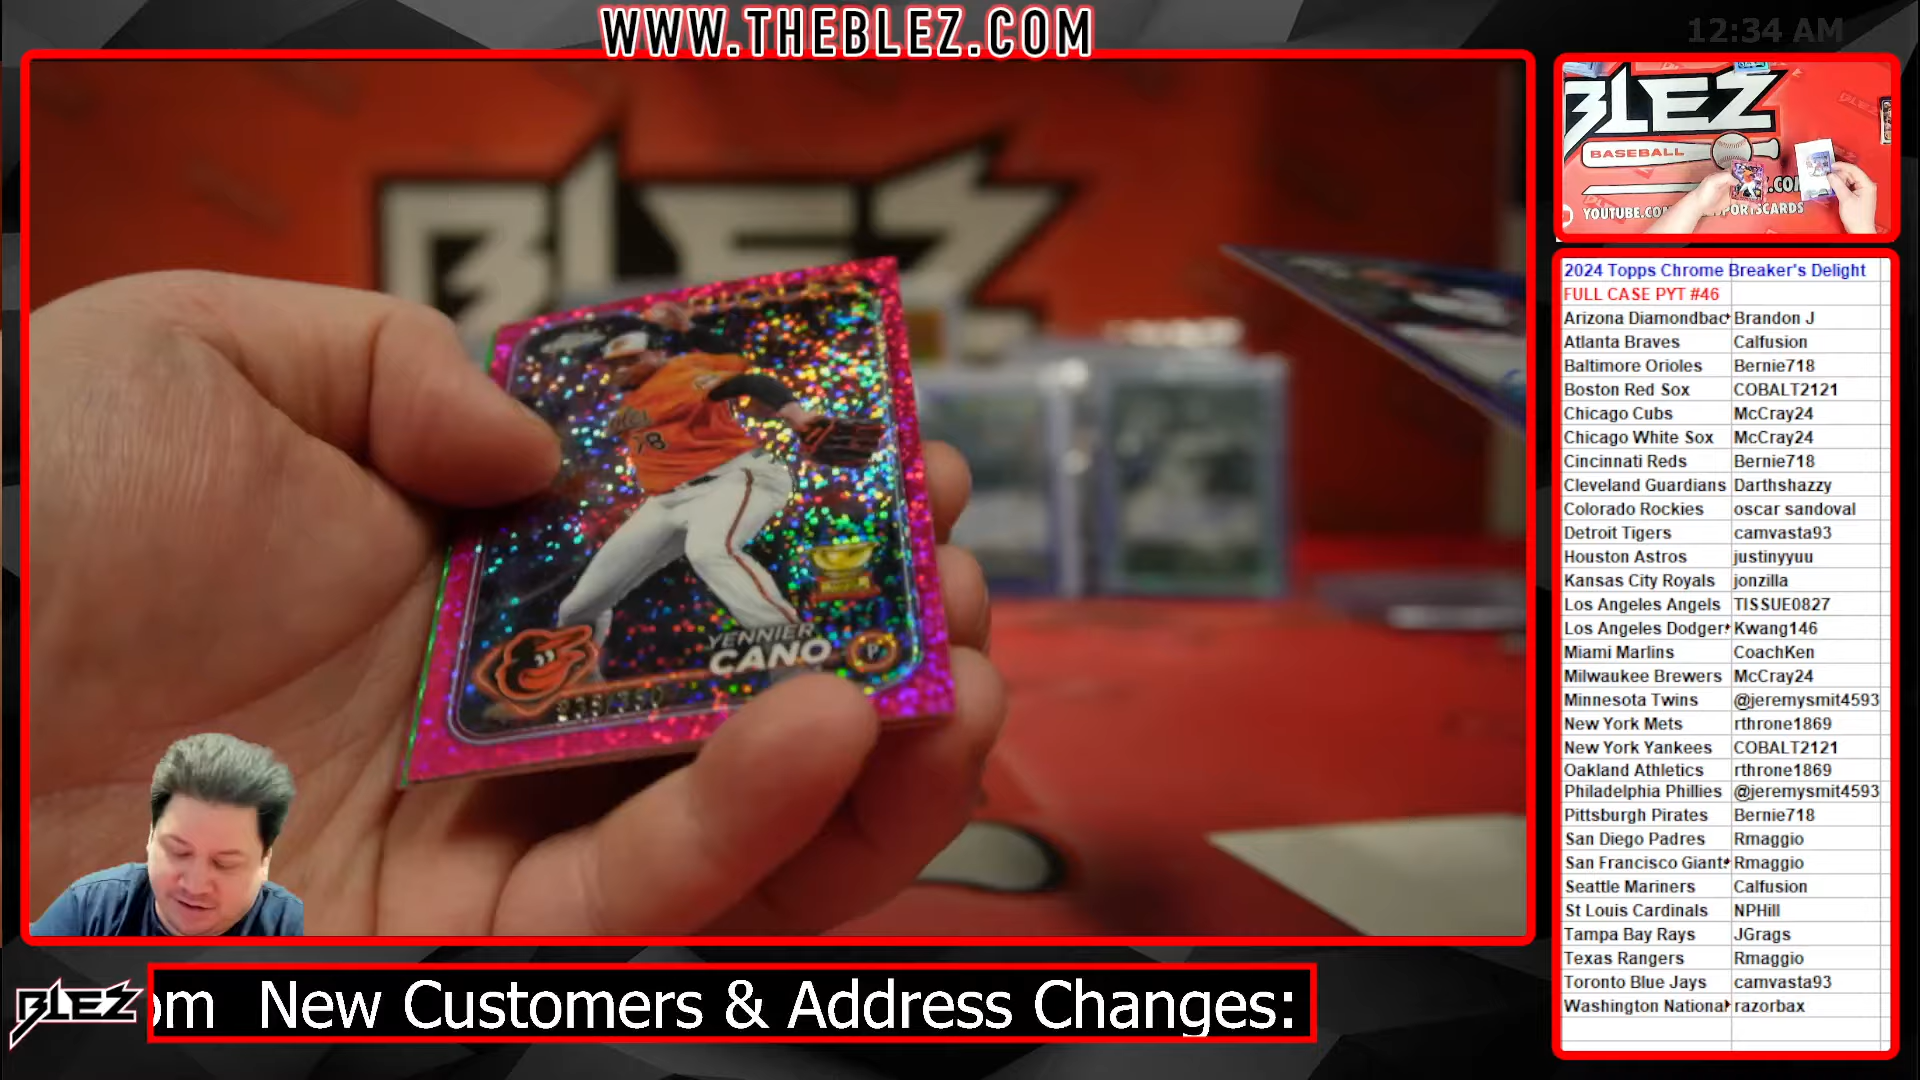 WWW.THEBLEZ.COM
12:34 AM
BLEZ
YENNIER
CANO
P
BLEZ
BASEBALL
2024 Topps Chrome Breaker's Delight
FULL CASE PYT #46
Arizona Diamondbac Brandon J
Atlanta Braves Calfusion
Baltimore Orioles Bernie718
Boston Red Sox COBALT2121
Chicago Cubs McCray24
Chicago White Sox McCray24
Cincinnati Reds Bernie718
Cleveland Guardians Darthshazzy
Colorado Rockies oscar sandoval
Detroit Tigers camvasta93
Houston Astros justinyyuu
Kansas City Royals jonzilla
Los Angeles Angels TISSUE0827
Los Angeles Dodger Kwang146
Miami Marlins CoachKen
Milwaukee Brewers McCray24
Minnesota Twins @jeremysmit4593
New York Mets rthrone1869
New York Yankees COBALT2121
Oakland Athletics rthrone1869
Philadelphia Phillies @jeremysmit4593
Pittsburgh Pirates Bernie718
San Diego Padres Rmaggio
San Francisco Giant Rmaggio
Seattle Mariners Calfusion
St Louis Cardinals NPHill
Tampa Bay Rays JGrags
Texas Rangers Rmaggio
Toronto Blue Jays camvasta93
Washington National razorbax
BLEZ
om New Customers & Address Changes: